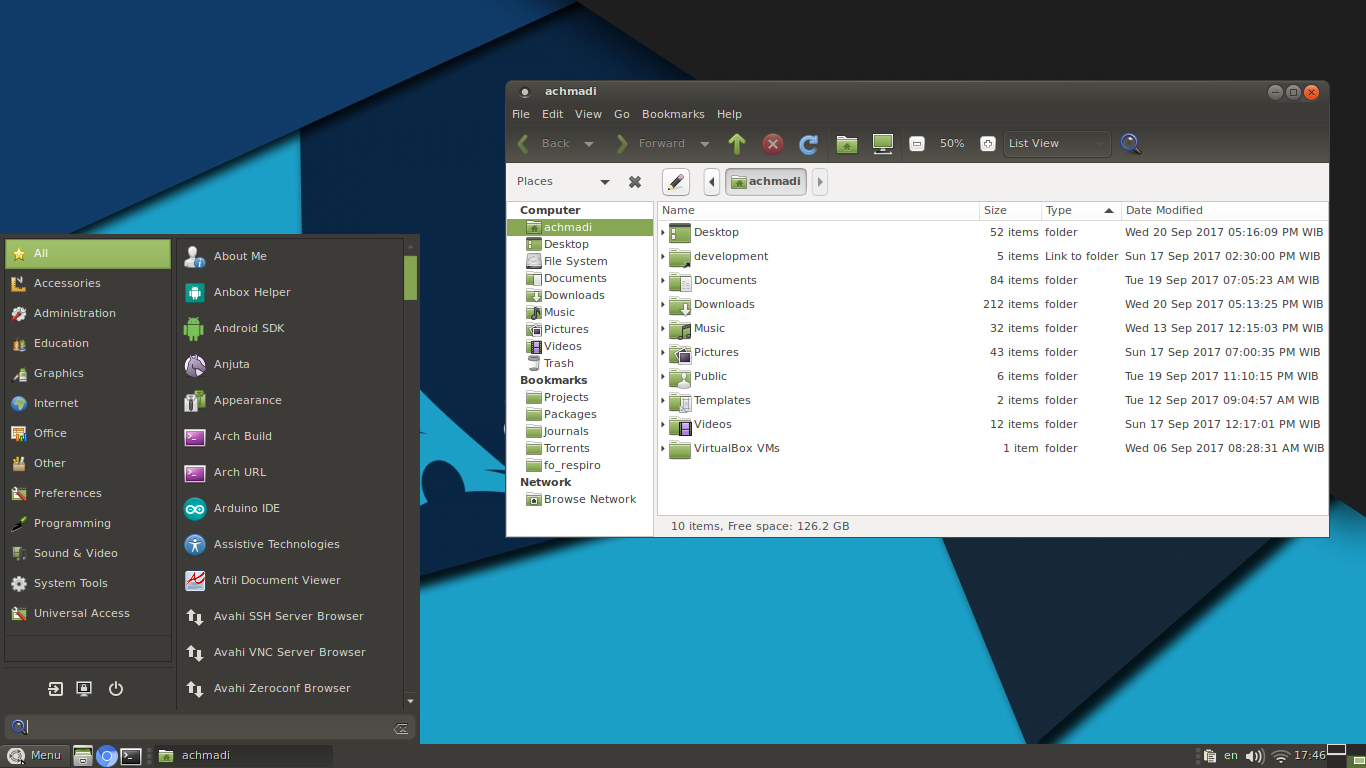 achmadi
File Edit View Go Bookmarks Help
Back Forward 50% List View
Places achmadi
Computer
achmadi
Desktop
File System
Documents
Downloads
Music
Pictures
Videos
Trash
Bookmarks
Projects
Packages
Journals
Torrents
fo_respiro
Network
Browse Network
Name Size Type Date Modified
Desktop 52 items folder Wed 20 Sep 2017 05:16:09 PM WIB
development 5 items Link to folder Sun 17 Sep 2017 02:30:00 PM WIB
Documents 84 items folder Tue 19 Sep 2017 07:05:23 AM WIB
Downloads 212 items folder Wed 20 Sep 2017 05:13:25 PM WIB
Music 32 items folder Wed 13 Sep 2017 12:15:03 PM WIB
Pictures 43 items folder Sun 17 Sep 2017 07:00:35 PM WIB
Public 6 items folder Tue 19 Sep 2017 11:10:15 PM WIB
Templates 2 items folder Tue 12 Sep 2017 09:04:57 AM WIB
Videos 12 items folder Sun 17 Sep 2017 12:17:01 PM WIB
VirtualBox VMs 1 item folder Wed 06 Sep 2017 08:28:31 AM WIB
10 items, Free space: 126.2 GB
All
Accessories
Administration
Education
Graphics
Internet
Office
Other
Preferences
Programming
Sound & Video
System Tools
Universal Access
About Me
Anbox Helper
Android SDK
Anjuta
Appearance
Arch Build
Arch URL
Arduino IDE
Assistive Technologies
Atril Document Viewer
Avahi SSH Server Browser
Avahi VNC Server Browser
Avahi Zeroconf Browser
Menu achmadi en 17:46